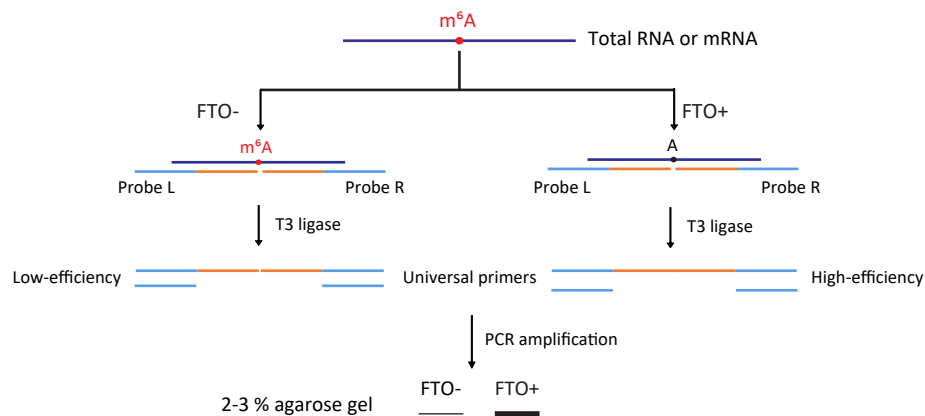 m⁶A
Total RNA or mRNA
FTO- FTO+
m⁶A A
Probe L Probe R Probe L Probe R
T3 ligase T3 ligase
Low-efficiency Universal primers High-efficiency
PCR amplification
FTO- FTO+
2-3 % agarose gel